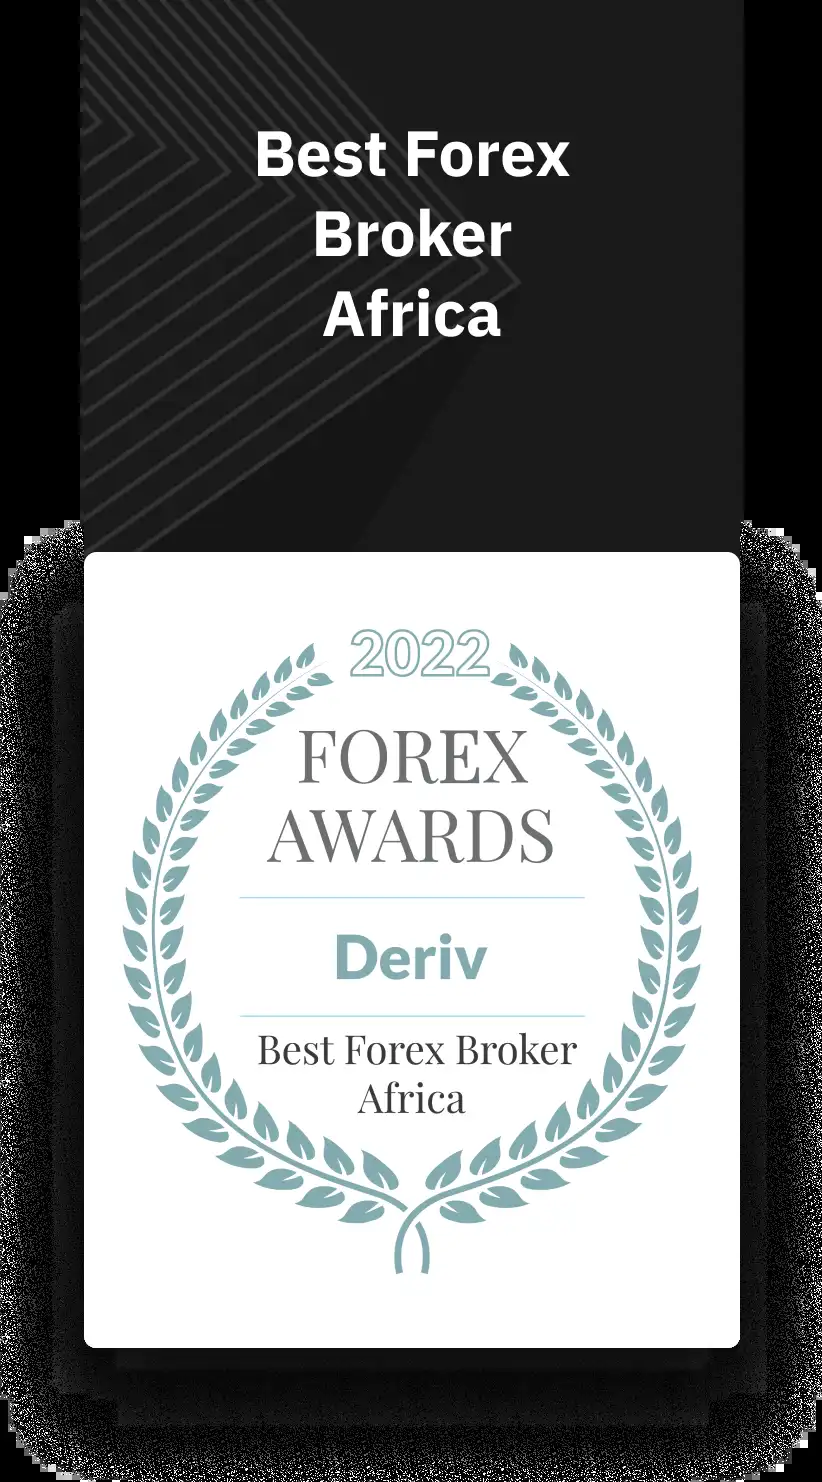 Best Forex
Broker
Africa
2022
FOREX
AWARDS
Deriv
Best Forex Broker
Africa